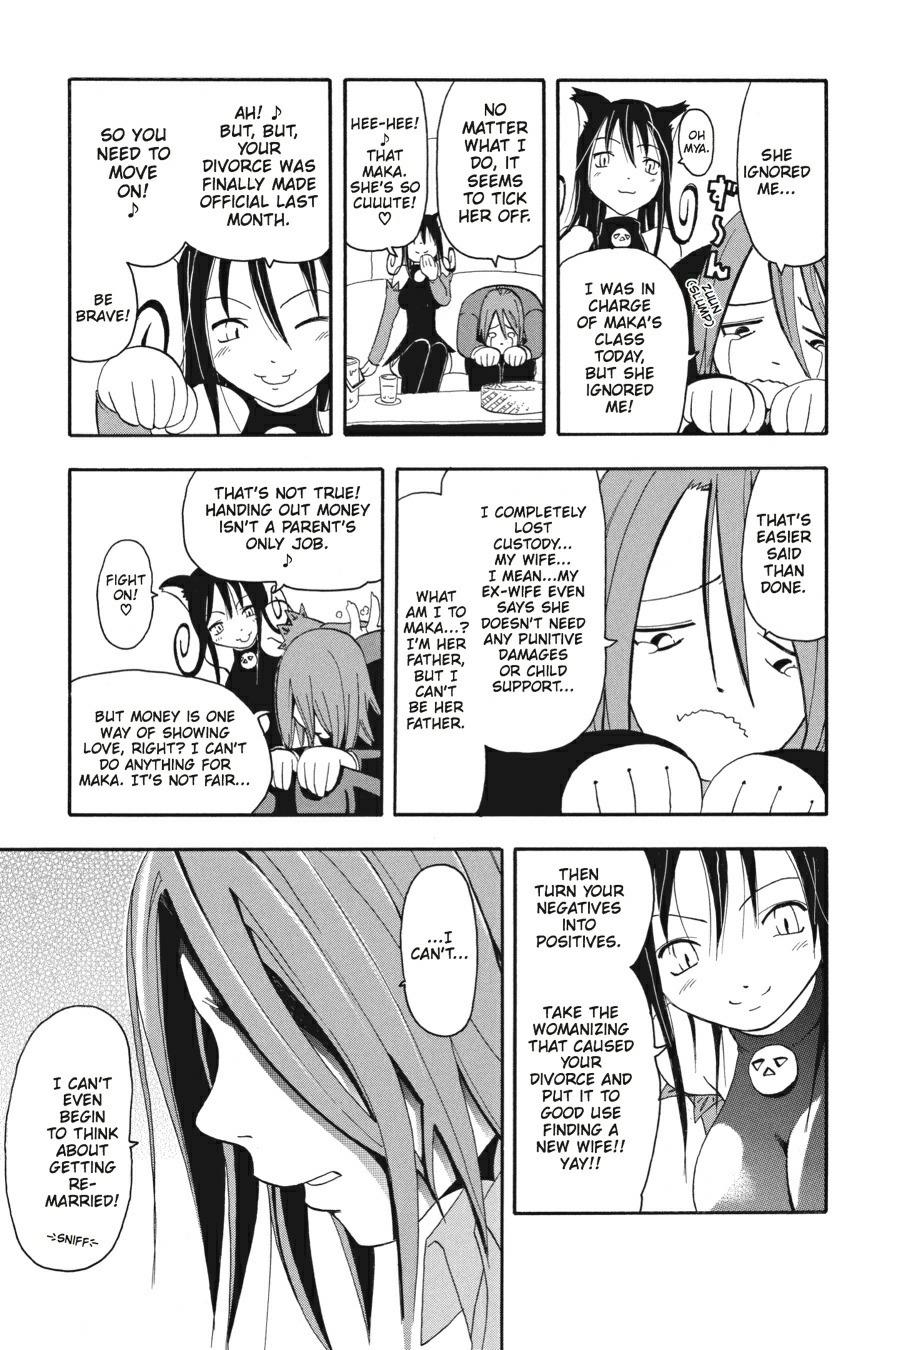 SHE
IGNORED
ME...
OH
MYA.
ず〜ん
ZUUN
(SLUMP)
I WAS IN
CHARGE
OF MAKA'S
CLASS
TODAY,
BUT SHE
IGNORED
ME!
NO
MATTER
WHAT I
DO, IT
SEEMS
TO TICK
HER OFF.
HEE-HEE!
♪
THAT
MAKA.
SHE'S SO
CUUUTE!
♡
AH! ♪
BUT, BUT,
YOUR
DIVORCE WAS
FINALLY MADE
OFFICIAL LAST
MONTH.
SO YOU
NEED TO
MOVE
ON!
♪
BE
BRAVE!
THAT'S
EASIER
SAID
THAN
DONE.
I COMPLETELY
LOST
CUSTODY...
MY WIFE...
I MEAN...MY
EX-WIFE EVEN
SAYS SHE
DOESN'T NEED
ANY PUNITIVE
DAMAGES
OR CHILD
SUPPORT...
WHAT
AM I TO
MAKA...?
I'M HER
FATHER,
BUT I
CAN'T
BE HER
FATHER.
THAT'S NOT TRUE!
HANDING OUT MONEY
ISN'T A PARENT'S
ONLY JOB.
♪
FIGHT
ON!
♡
BUT MONEY IS ONE
WAY OF SHOWING
LOVE, RIGHT? I CAN'T
DO ANYTHING FOR
MAKA. IT'S NOT FAIR...
THEN
TURN YOUR
NEGATIVES
INTO
POSITIVES.
TAKE THE
WOMANIZING
THAT CAUSED
YOUR
DIVORCE AND
PUT IT TO
GOOD USE
FINDING A
NEW WIFE!!
YAY!!
...I
CAN'T...
I CAN'T
EVEN
BEGIN
TO THINK
ABOUT
GETTING
RE-
MARRIED!
SNIFF